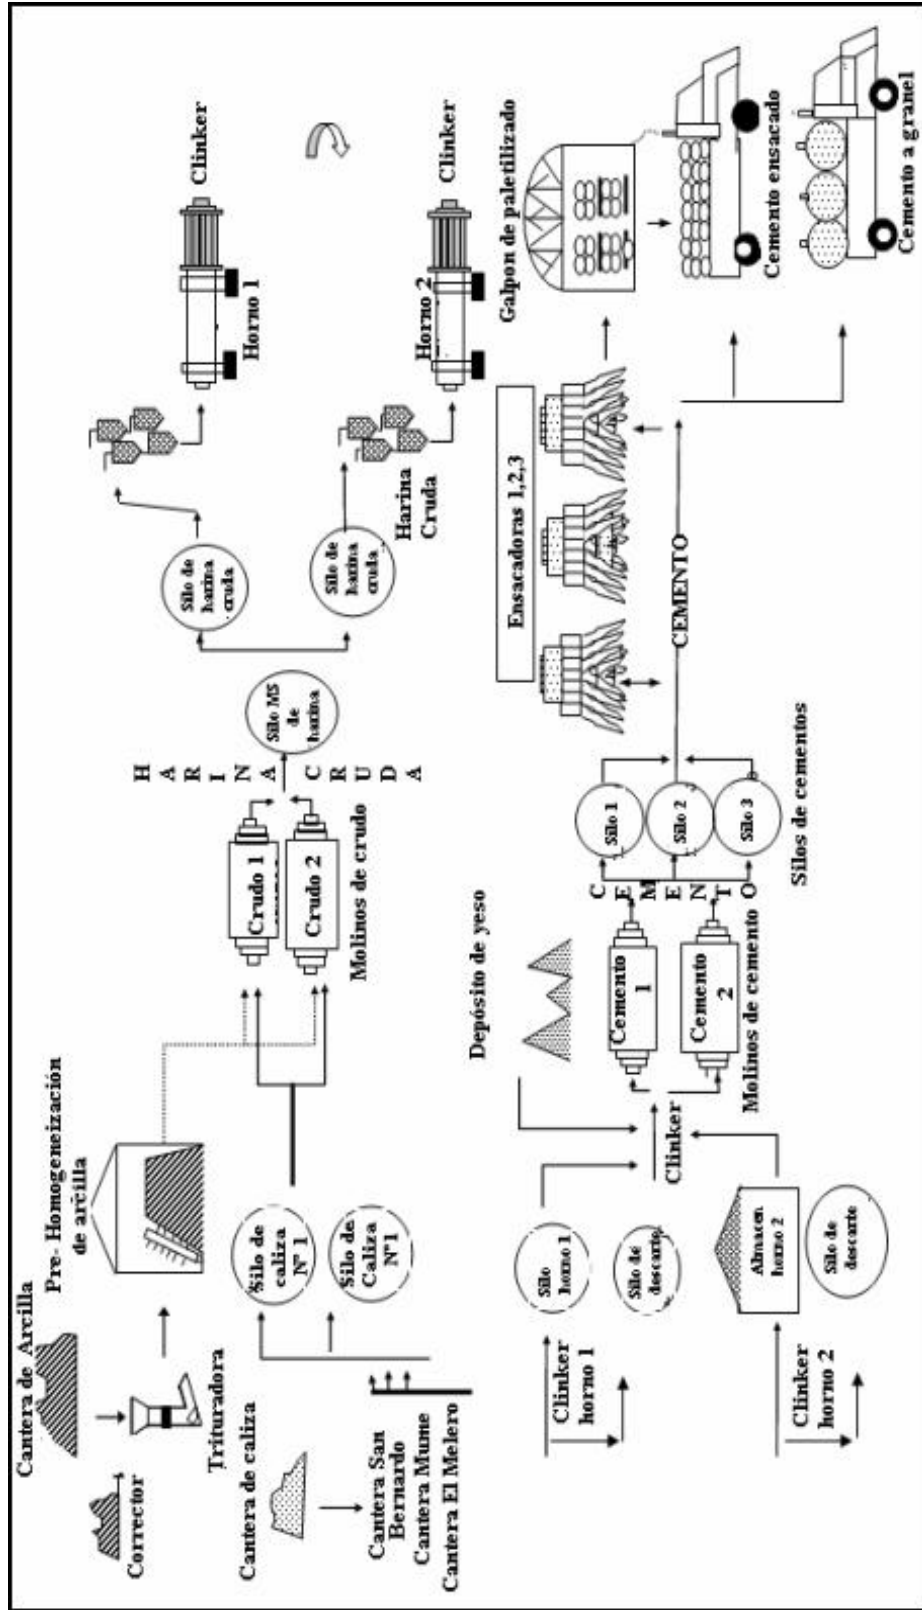 Cantera de Arcilla
Corrector
Trituradora
Pre- Homogeneización
de arcilla
Cantera de caliza
Cantera San
Bernardo
Cantera Mume
Cantera El Melero
Silo de
caliza
N° 1
Silo de
Caliza
N°1
Crudo 1
Crudo 2
Molinos de crudo
HARINA CRUDA
Silo MS
de
harina
Silo de
harina
cruda
Silo de
harina
cruda
Harina
Cruda
Horno 1
Clinker
Horno 2
Clinker
Clinker
horno 1
Clinker
horno 2
Silo
horno 1
Silo de
descarte
Almacen
horno 2
Silo de
descarte
Depósito de yeso
Clinker
Cemento
1
Cemento
2
Molinos de cemento
CEMENTO
Silo 1
Silo 2
Silo 3
Silos de cementos
CEMENTO
Ensacadoras 1,2,3
Galpon de paletilizado
Cemento ensacado
Cemento a granel